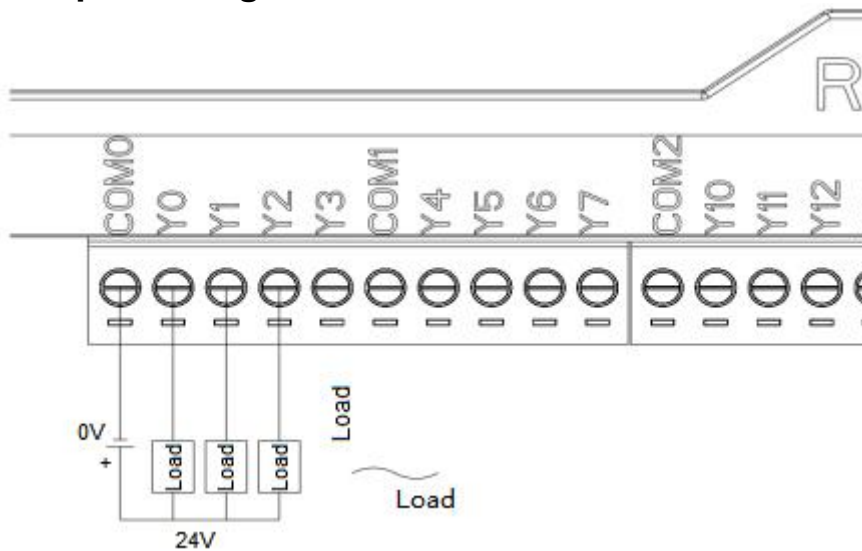 R
COM0 Y0 Y1 Y2 Y3 COM1 Y4 Y5 Y6 Y7 COM2 Y10 Y11 Y12
0V
+
Load Load Load
Load
Load
24V